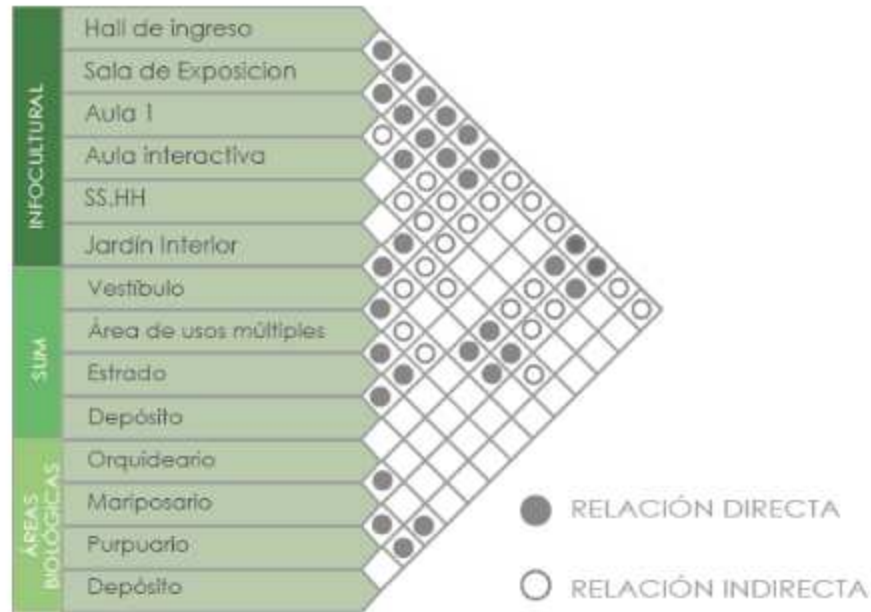 INFOCULTURAL
Hall de ingreso
Sala de Exposicion
Aula 1
Aula interactiva
SS.HH
Jardín Interior
SUM
Vestíbulo
Área de usos múltiples
Estrado
Depósito
ÁREAS
BIOLÓGICAS
Orquideario
Mariposario
Purpuario
Depósito
RELACIÓN DIRECTA
RELACIÓN INDIRECTA